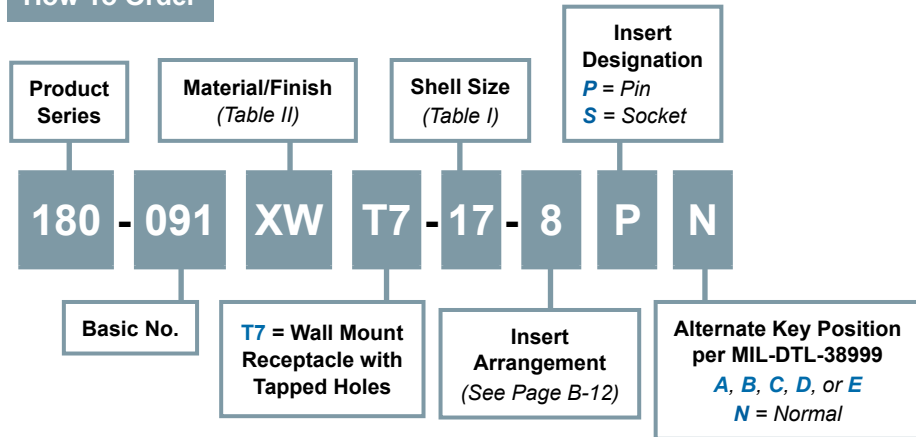 How To Order
Product
Series
Material/Finish
(Table II)
Shell Size
(Table I)
Insert
Designation
P = Pin
S = Socket
180 - 091 XW T7 - 17 - 8 P N
Basic No.
T7 = Wall Mount
Receptacle with
Tapped Holes
Insert
Arrangement
(See Page B-12)
Alternate Key Position
per MIL-DTL-38999
A, B, C, D, or E
N = Normal